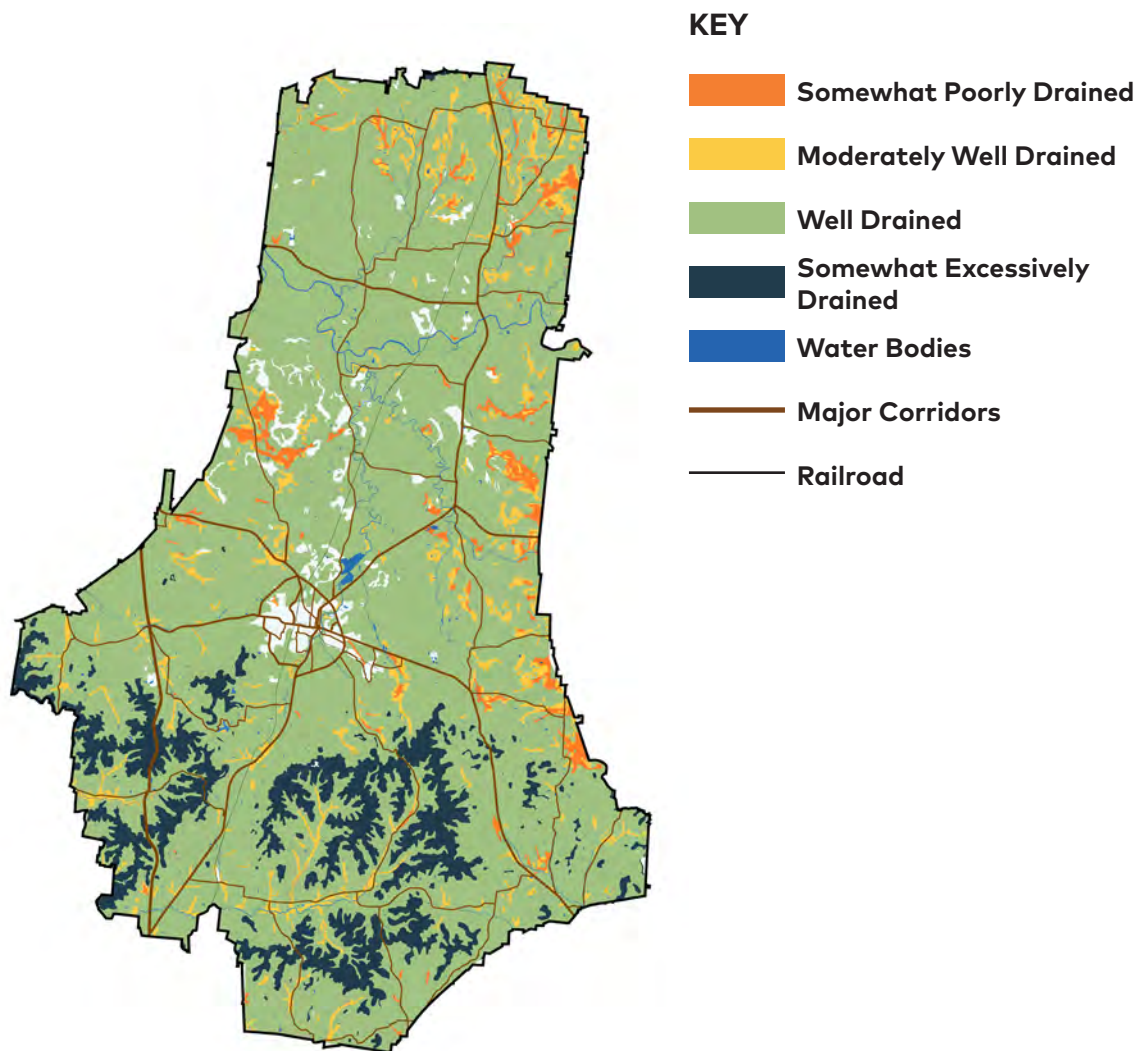 KEY
Somewhat Poorly Drained
Moderately Well Drained
Well Drained
Somewhat Excessively
Drained
Water Bodies
Major Corridors
Railroad